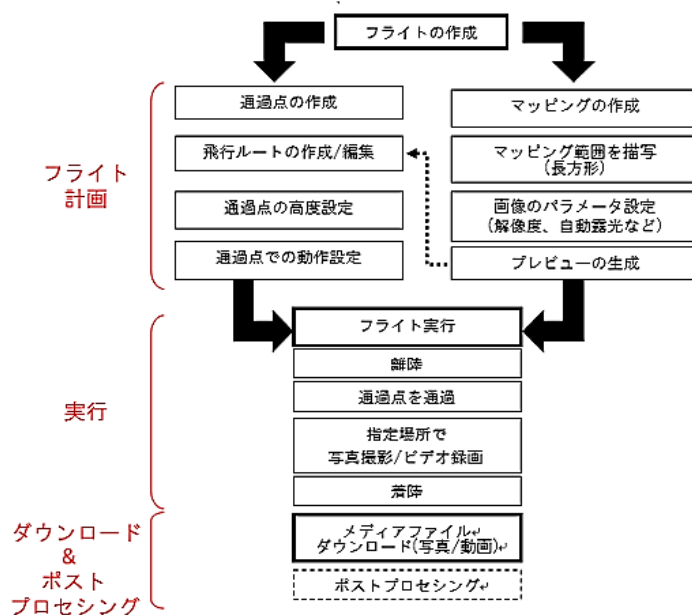 フライトの作成
通過点の作成
飛行ルートの作成/編集
通過点の高度設定
通過点での動作設定
マッピングの作成
マッピング範囲を描写
(長方形)
画像のパラメータ設定
(解像度、自動露光など)
プレビューの生成
フライト
計画
フライト実行
離陸
通過点を通過
指定場所で
写真撮影/ビデオ録画
着陸
実行
メディアファイル↵
ダウンロード(写真/動画)↵
ポストプロセシング↵
ダウンロード
&
ポスト
プロセシング